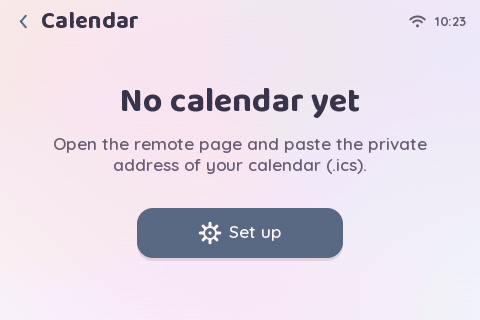 Calendar
10:23
No calendar yet
Open the remote page and paste the private
address of your calendar (.ics).
Set up